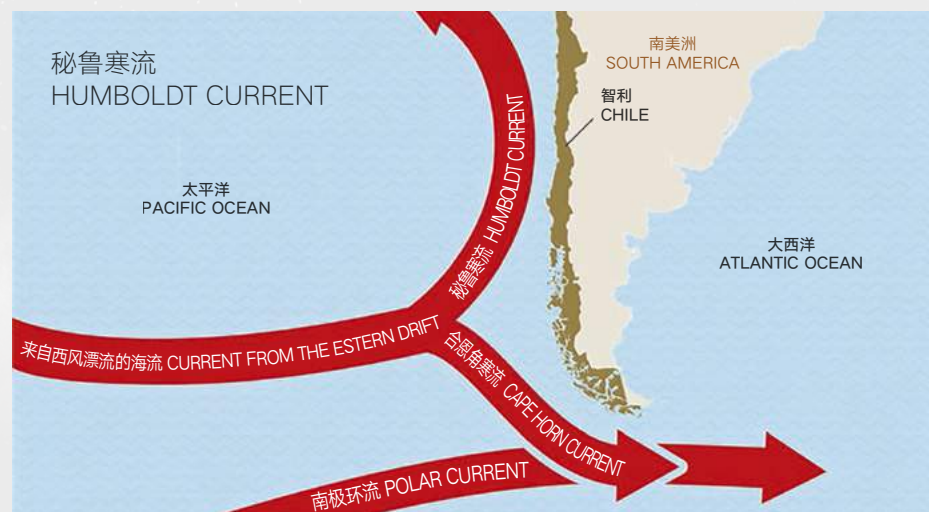 秘鲁寒流
HUMBOLDT CURRENT
南美洲
SOUTH AMERICA
智利
CHILE
太平洋
PACIFIC OCEAN
大西洋
ATLANTIC OCEAN
秘鲁寒流 HUMBOLDT CURRENT
来自西风漂流的海流 CURRENT FROM THE ESTERN DRIFT
合恩角寒流 CAPE HORN CURRENT
南极环流 POLAR CURRENT